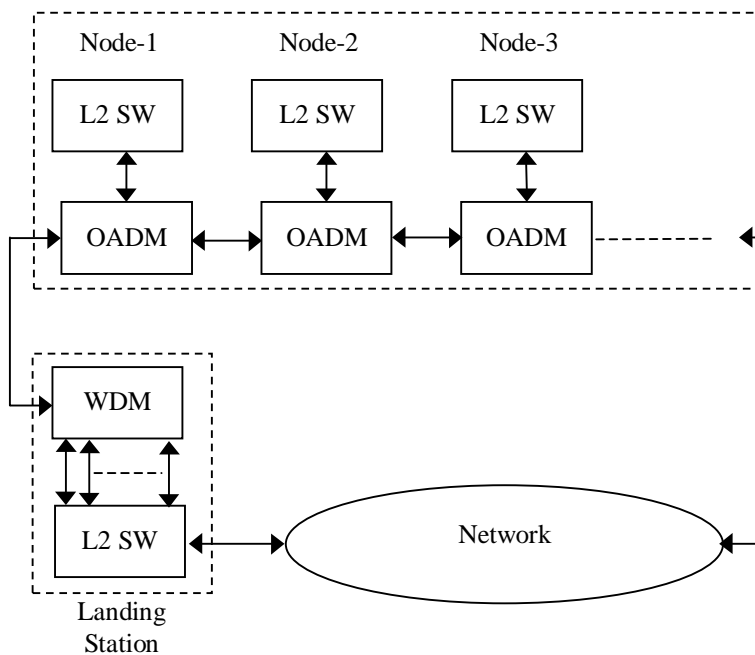 Node-1
Node-2
Node-3
L2 SW
L2 SW
L2 SW
OADM
OADM
OADM
WDM
L2 SW
Network
Landing
Station